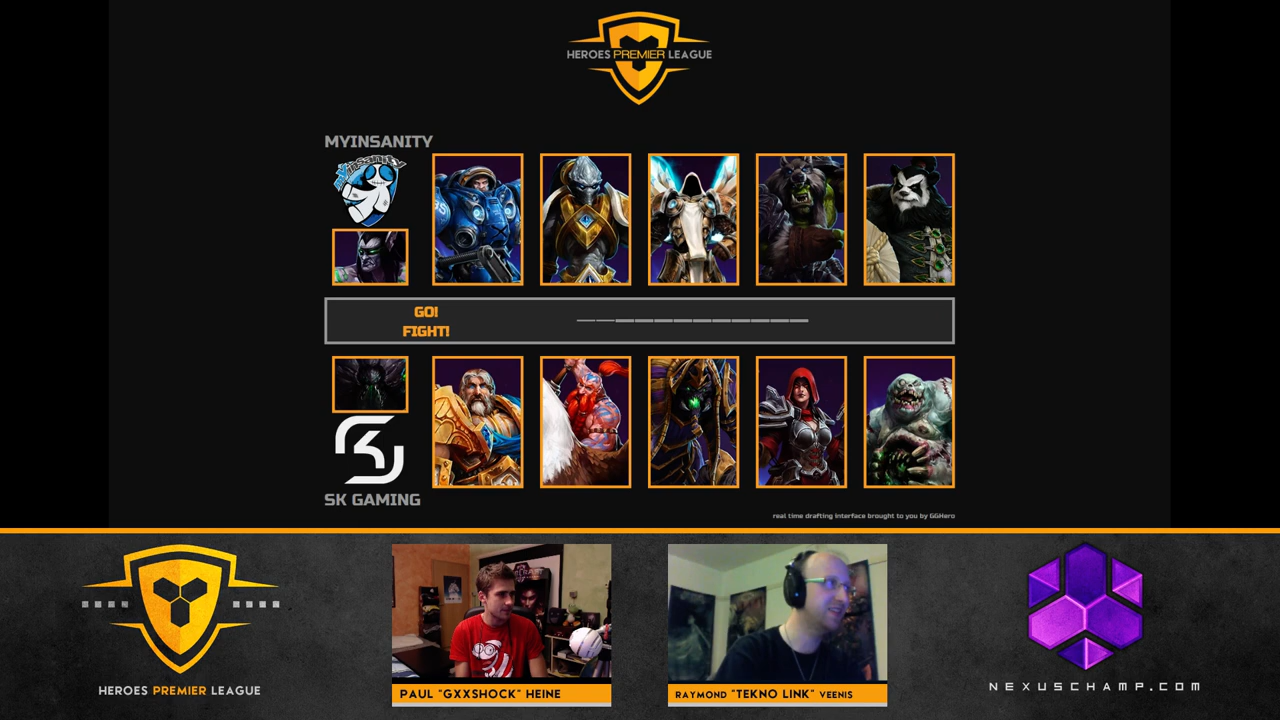 HEROES PREMIER LEAGUE
MYINSANITY
GO!
FIGHT!
SK GAMING
real time drafting interface brought to you by GGHero
HEROES PREMIER LEAGUE
PAUL "GXXSHOCK" HEINE
RAYMOND "TEKNO LINK" VEENIS
NEXUSCHAMP.COM